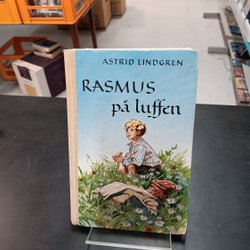 ASTRID LINDGREN
RASMUS
på luffen